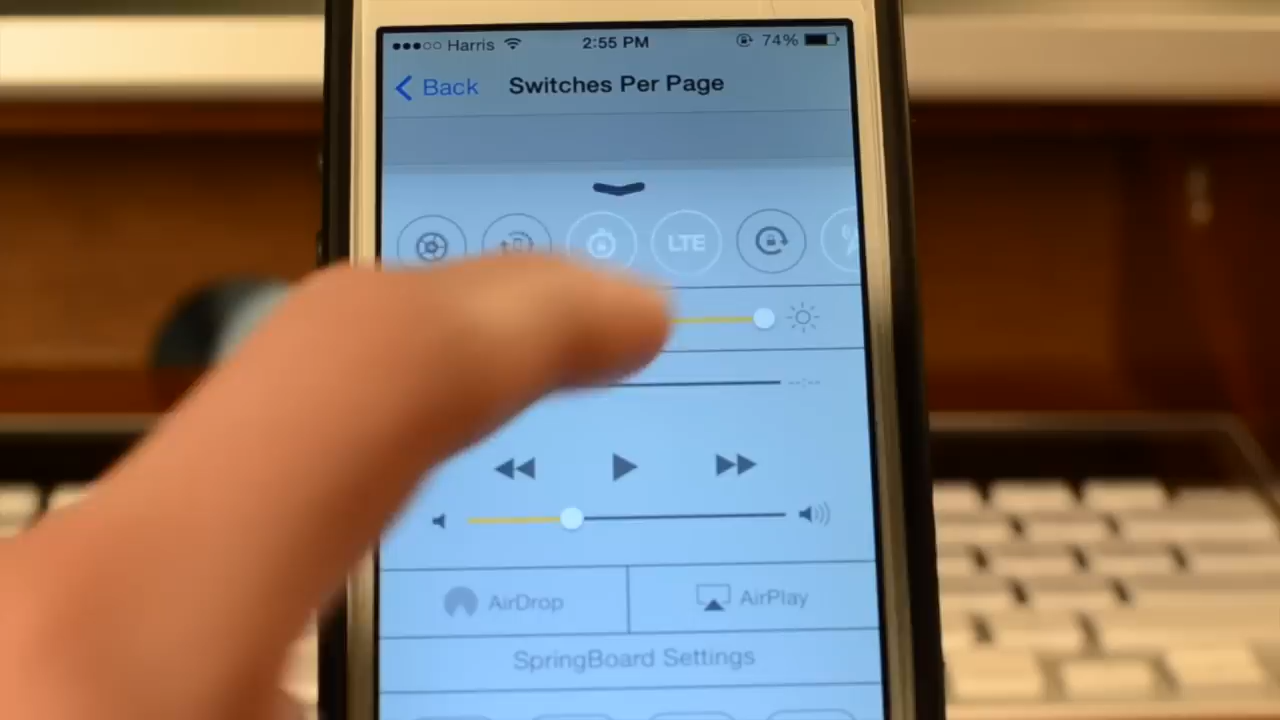 Harris 2:55 PM 74%
Back Switches Per Page
LTE
--:--
AirDrop AirPlay
SpringBoard Settings